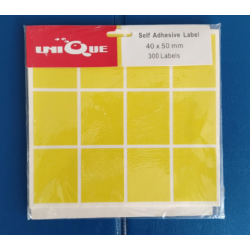 UNIQUE
Self Adhesive Label
40 x 50 mm
300 Labels